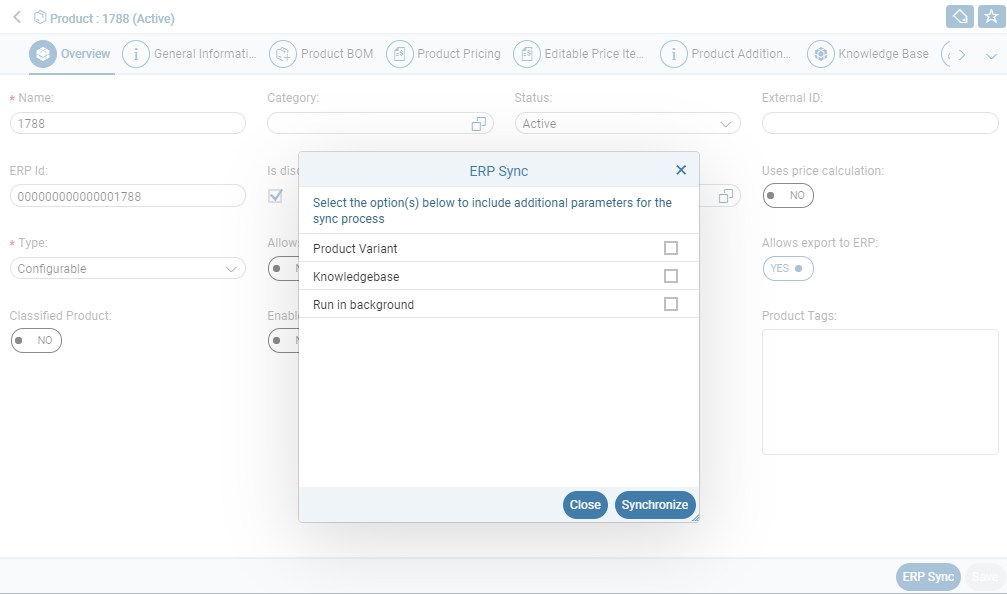 Product : 1788 (Active)
Overview
General Informati...
Product BOM
Product Pricing
Editable Price Ite...
Product Addition...
Knowledge Base
* Name:
Category:
Status:
External ID:
1788
Active
ERP Id:
Is disc
Uses price calculation:
000000000000001788
NO
* Type:
Allow
Allows export to ERP:
Configurable
YES
Classified Product:
Enabl
Product Tags:
NO
ERP Sync
Select the option(s) below to include additional parameters for the
sync process
Product Variant
Knowledgebase
Run in background
Close
Synchronize
ERP Sync
Save